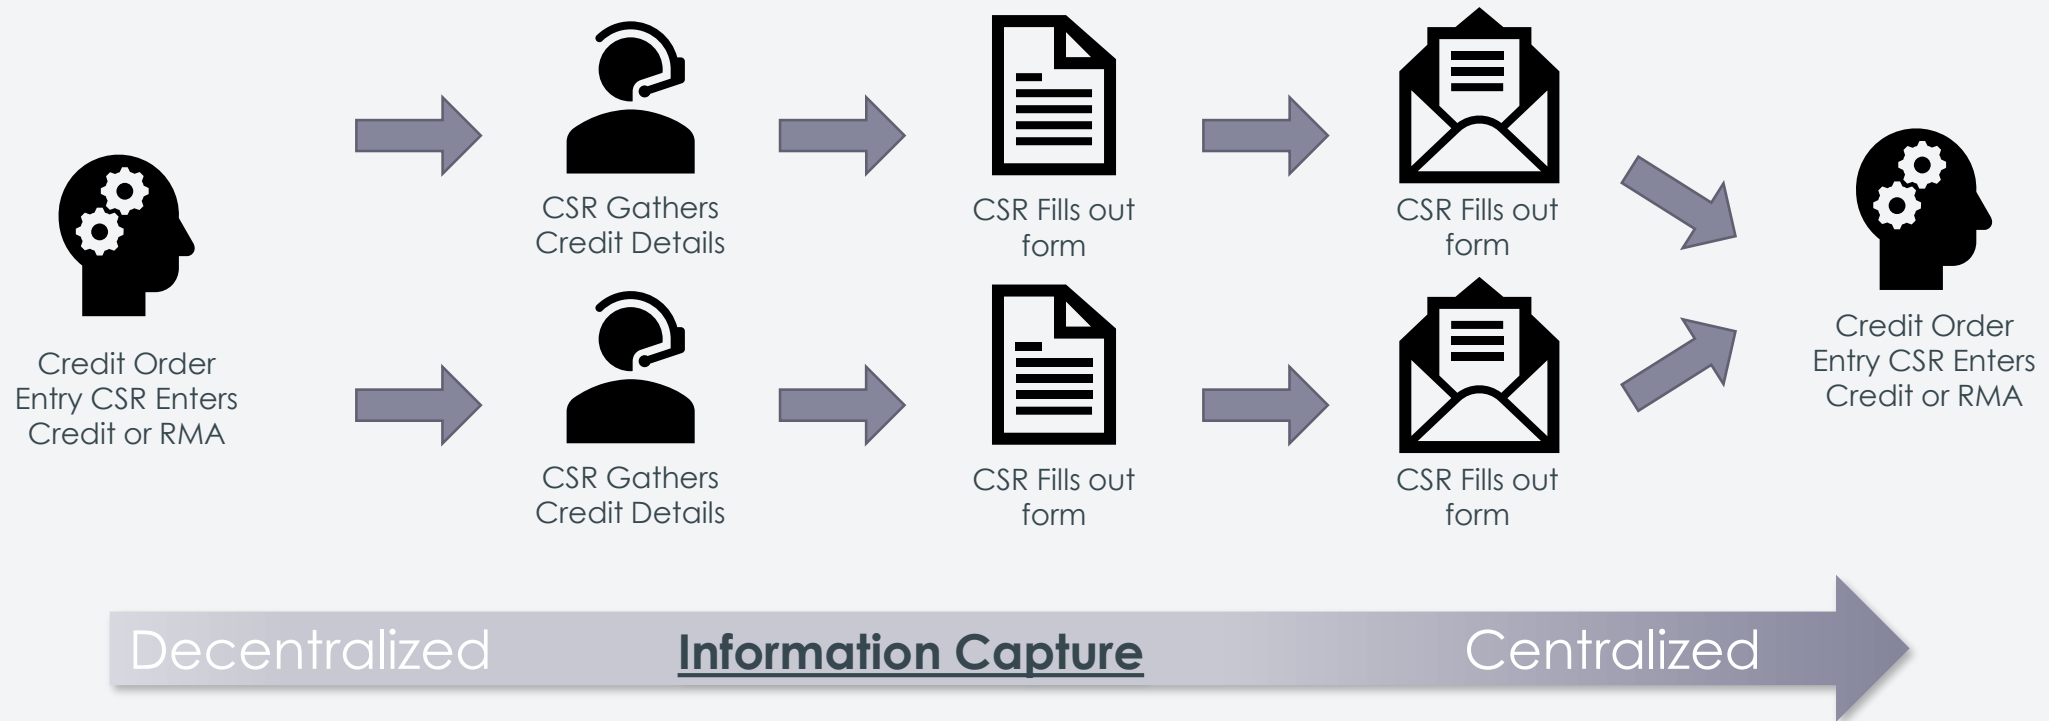 Credit Order
Entry CSR Enters
Credit or RMA
CSR Gathers
Credit Details
CSR Fills out
form
CSR Fills out
form
CSR Gathers
Credit Details
CSR Fills out
form
CSR Fills out
form
Credit Order
Entry CSR Enters
Credit or RMA
Decentralized
Information Capture
Centralized